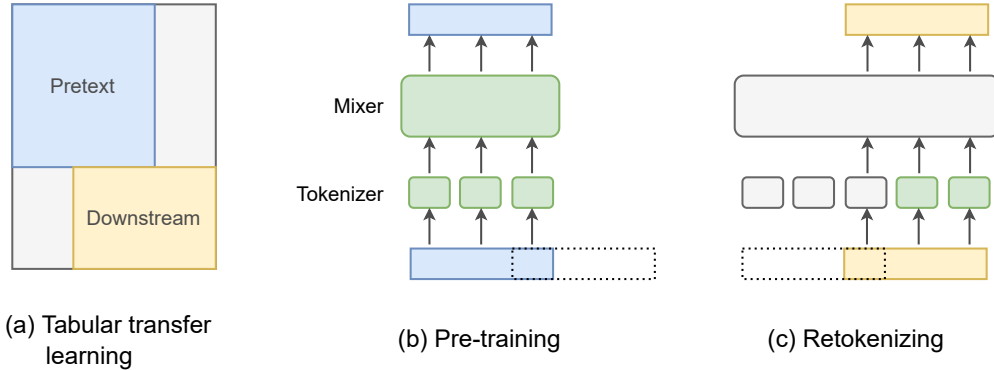 Pretext
Downstream
(a) Tabular transfer
learning
Mixer
Tokenizer
(b) Pre-training
(c) Retokenizing